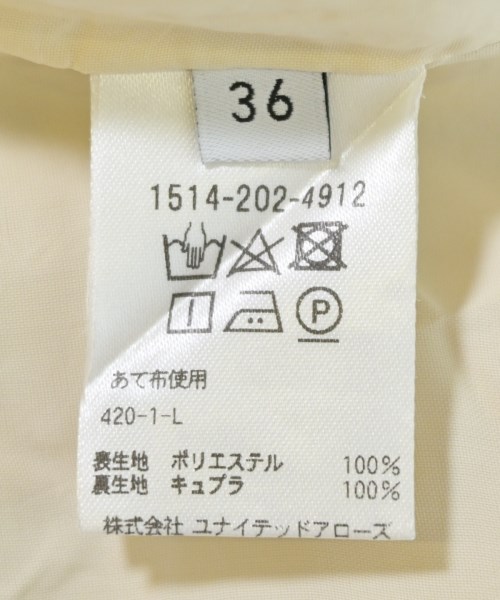 36
1514-202-4912
P
あて布使用
420-1-L
表生地 ポリエステル 100%
裏生地 キュプラ 100%
株式会社 ユナイテッドアローズ